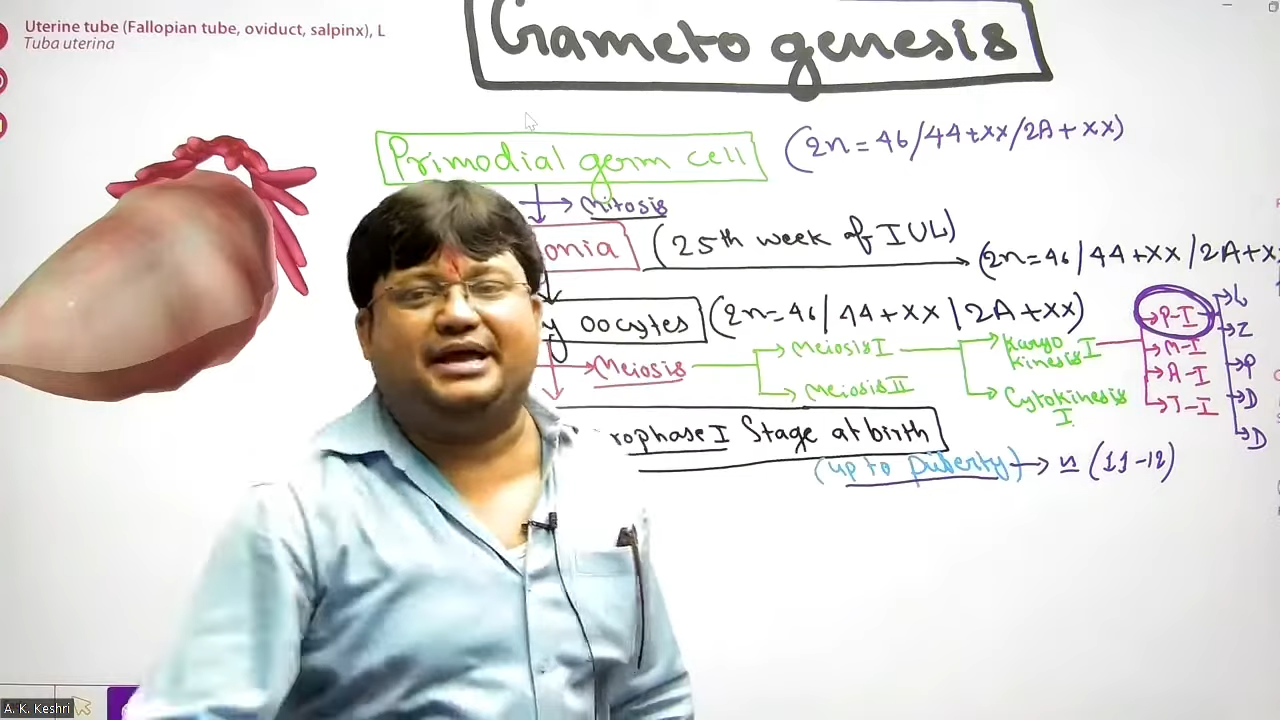 Uterine tube (Fallopian tube, oviduct, salpinx), L
Tuba uterina
Gameto genesis
Primodial germ cell
(2n = 46/44+xx/2A+xx)
Mitosis
onia
(25th week of IUL)
(2n=46/44+xx/2A+x
y oocytes
(2n=46/44+xx/2A+xx)
Meiosis
Meiosis I
Meiosis II
Karyo
kinesis I
Cytokinesis
I
P-I
M-I
A-I
T-I
L
Z
P
D
D
rophase I Stage at birth
(up to puberty) → n (11-12)
A. K. Keshri